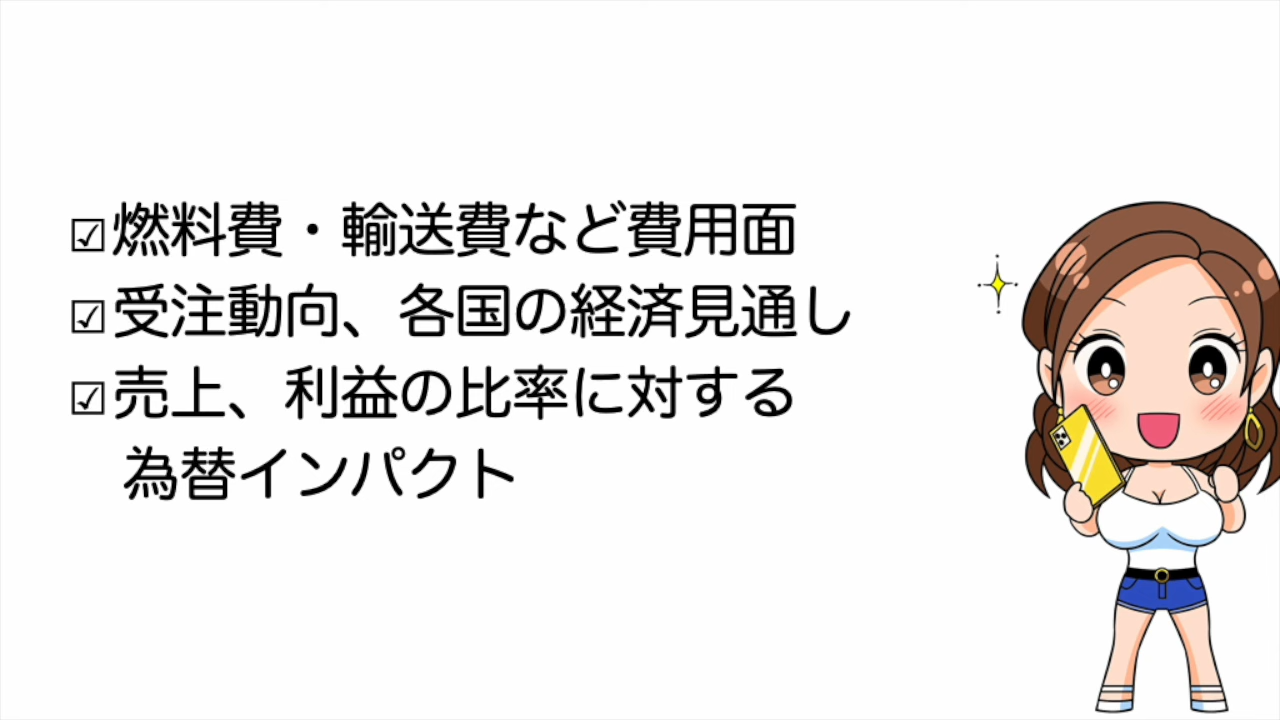 ☑燃料費・輸送費など費用面
☑受注動向、各国の経済見通し
☑売上、利益の比率に対する
為替インパクト